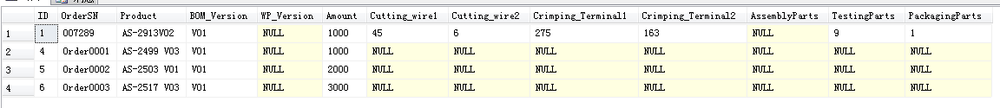 ID OrderSN Product BOM_Version WP_Version Amount Cutting_wire1 Cutting_wire2 Crimping_Terminal1 Crimping_Terminal2 AssemblyParts TestingParts PackagingParts
1 1 007289 AS-2913V02 V01 NULL 1000 45 6 275 163 NULL 9 1
2 4 Order0001 AS-2499 V03 V01 NULL 1000 NULL NULL NULL NULL NULL NULL NULL
3 5 Order0002 AS-2503 V01 V01 NULL 2000 NULL NULL NULL NULL NULL NULL NULL
4 6 Order0003 AS-2517 V03 V01 NULL 3000 NULL NULL NULL NULL NULL NULL NULL